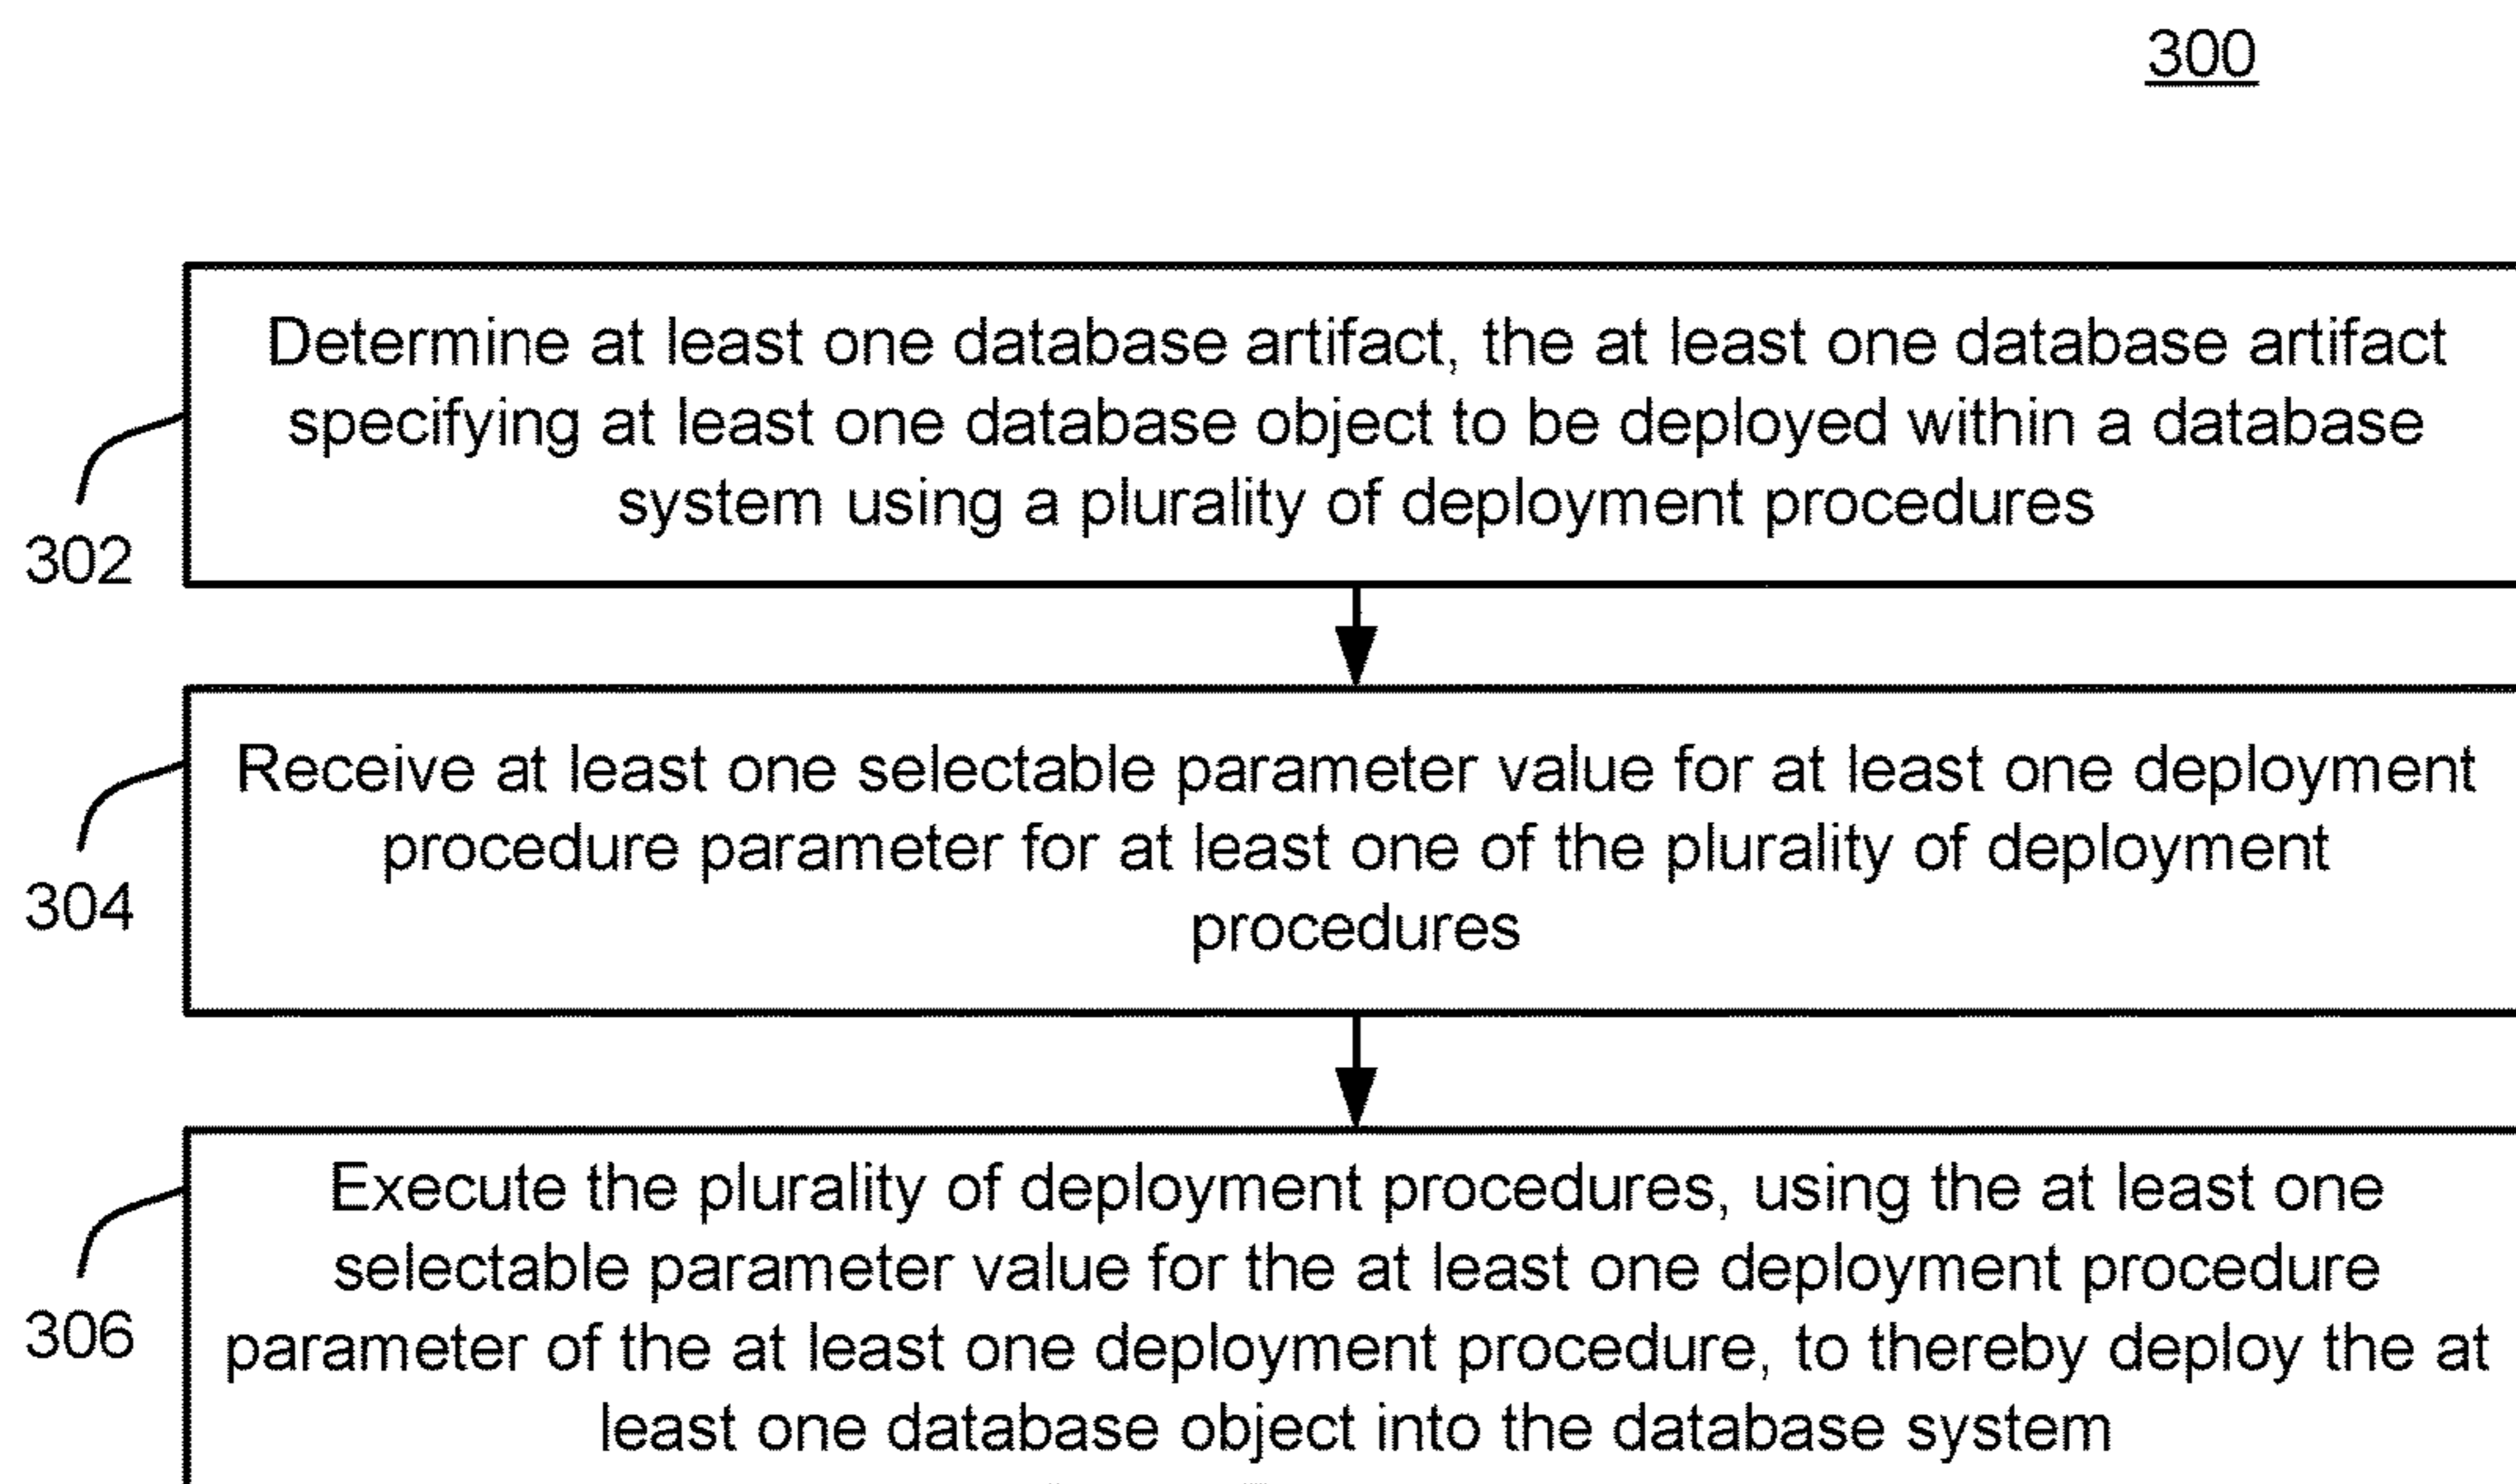 300
Determine at least one database artifact, the at least one database artifact
specifying at least one database object to be deployed within a database
system using a plurality of deployment procedures
302
Receive at least one selectable parameter value for at least one deployment
procedure parameter for at least one of the plurality of deployment
procedures
304
Execute the plurality of deployment procedures, using the at least one
selectable parameter value for the at least one deployment procedure
parameter of the at least one deployment procedure, to thereby deploy the at
least one database object into the database system
306